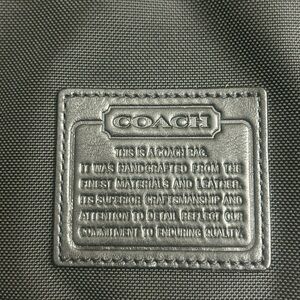 COACH
THIS IS A COACH BAG.
IT WAS HANDCRAFTED FROM THE
FINEST MATERIALS AND LEATHER.
ITS SUPERIOR CRAFTSMANSHIP AND
ATTENTION TO DETAIL REFLECT OUR
COMMITMENT TO ENDURING QUALITY.